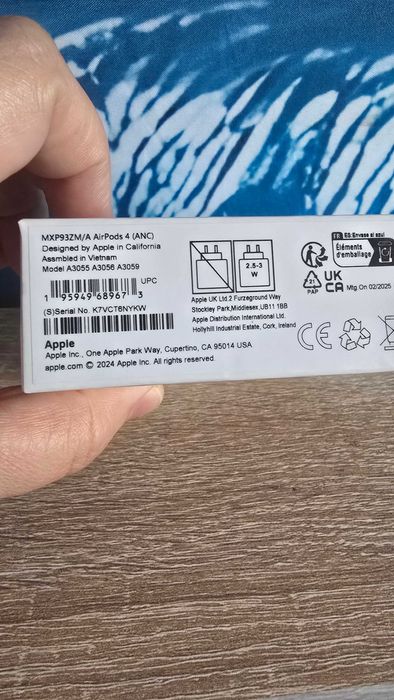 MXP93ZM/A AirPods 4 (ANC)
Designed by Apple in California
Assambled in Vietnam
Model A3055 A3056 A3059
UPC
1 95949 68967 3
(S)Serial No. K7VCT6NYKW
Apple
Apple Inc., One Apple Park Way, Cupertino, CA 95014 USA
apple.com © 2024 Apple Inc. All rights reserved.
2.5-3
W
Apple UK Ltd.2 Furzeground Way
Stockley Park,Middlesex,UB11 1BB
Apple Distribution International Ltd.
Hollyhill Industrial Estate, Cork, Ireland
FR ES:Envase al azul
Éléments
d'emballage
21
PAP
UK
CA
Mfg.On 02/2025
CE